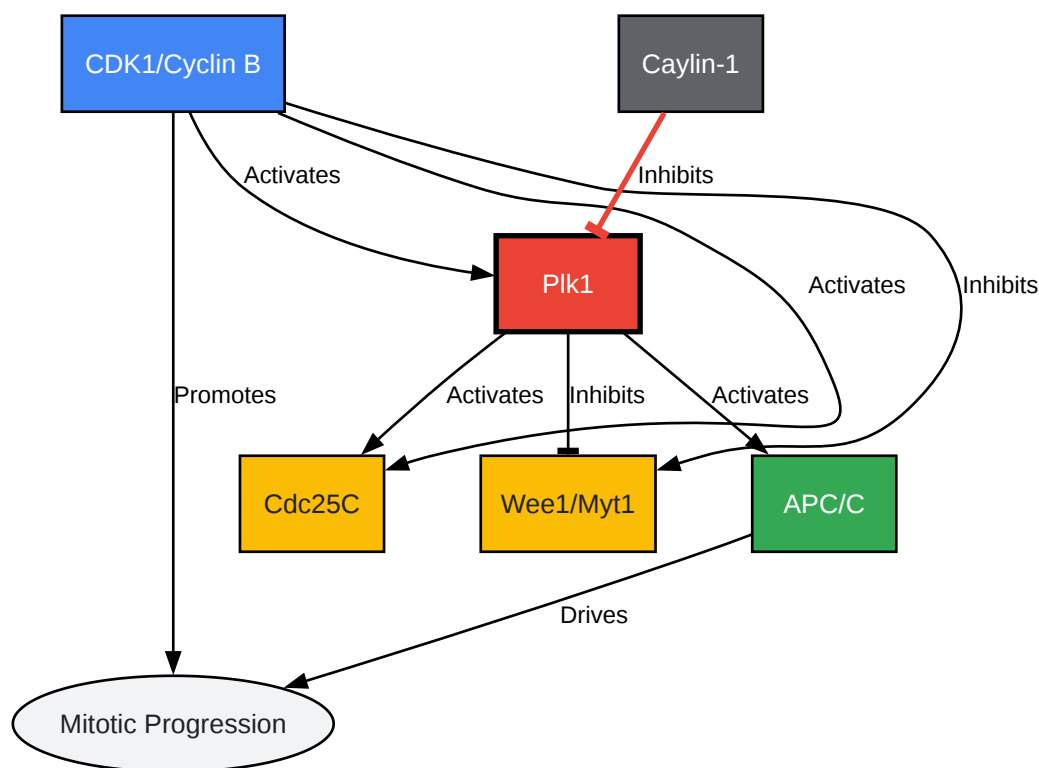 CDK1/Cyclin B
Caylin-1
Activates
Inhibits
Plk1
Activates
Inhibits
Promotes
Activates
Inhibits
Activates
Cdc25C
Wee1/Myt1
APC/C
Drives
Mitotic Progression